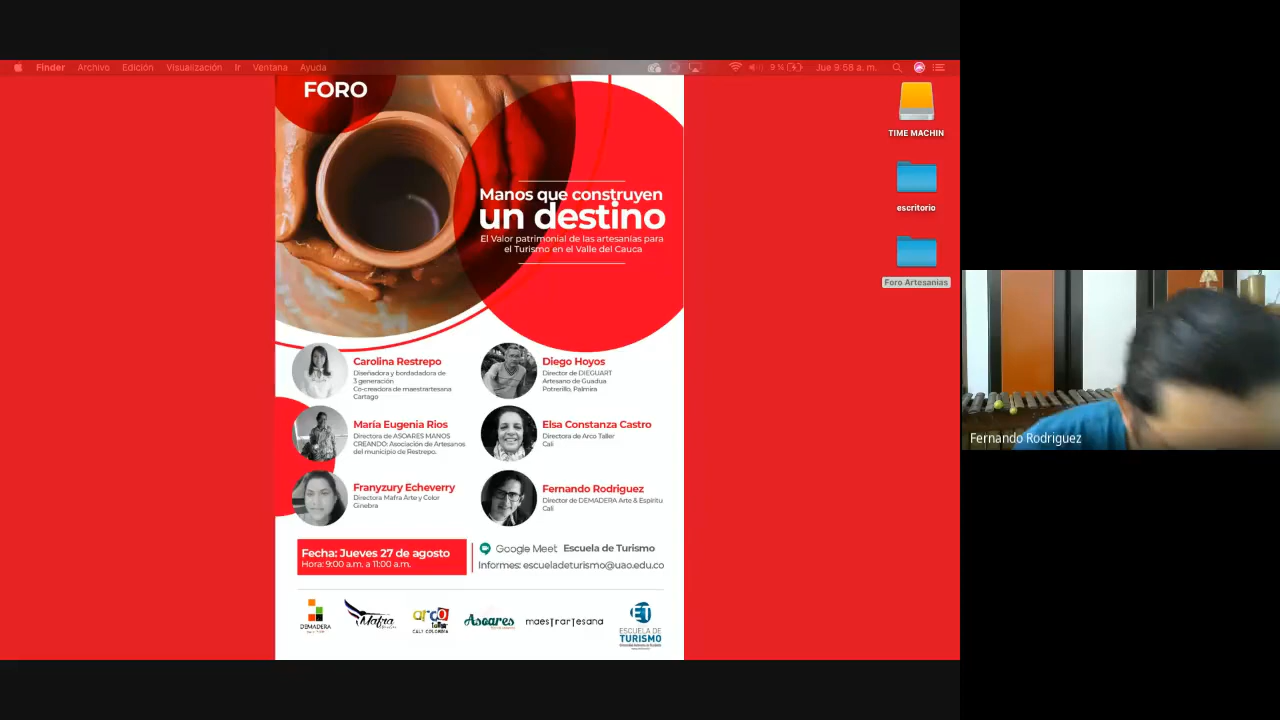 Finder Archivo Edición Visualización Ir Ventana Ayuda 9 % Jue 9:58 a. m.
TIME MACHIN
escritorio
Foro Artesanias
FORO
Manos que construyen
un destino
El Valor patrimonial de las artesanías para
el Turismo en el Valle del Cauca
Carolina Restrepo
Diseñadora y bordadora de
3 generación
Co-creadora de maestrartesana
Cartago
Diego Hoyos
Director de DIEGUART
Artesano de Guadua
Potrerillo, Palmira
María Eugenia Rios
Directora de ASOARES MANOS
CREANDO: Asociación de Artesanos
del municipio de Restrepo.
Elsa Constanza Castro
Directora de Arco Taller
Cali
Franyzury Echeverry
Directora Mafra Arte y Color
Ginebra
Fernando Rodriguez
Director de DEMADERA Arte & Espíritu
Cali
Fecha: Jueves 27 de agosto
Hora: 9:00 a.m. a 11:00 a.m.
Google Meet Escuela de Turismo
Informes: escueladeturismo@uao.edu.co
DEMADERA
Mafra
arco
CALI COLOMBIA
Asoares
maestrartesana
ET
ESCUELA DE
TURISMO
Fernando Rodriguez